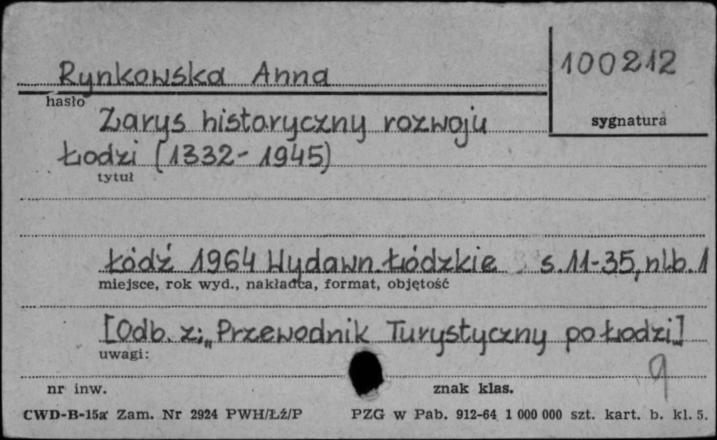 Rynkowska Anna
100212
hasło
sygnatura
Zarys historyczny rozwoju
Łodzi (1332-1945)
tytuł
Łódź 1964 Wydawn. Łódzkie s. 11-35, nlb. 1
miejsce, rok wyd., nakładca, format, objętość
[Odb. z: „Przewodnik Turystyczny po Łodzi]
uwagi:
9
nr inw.
znak klas.
CWD-B-15a Zam. Nr 2924 PWH/Łź/P
PZG w Pab. 912-64 1 000 000 szt. kart. b. kl. 5.